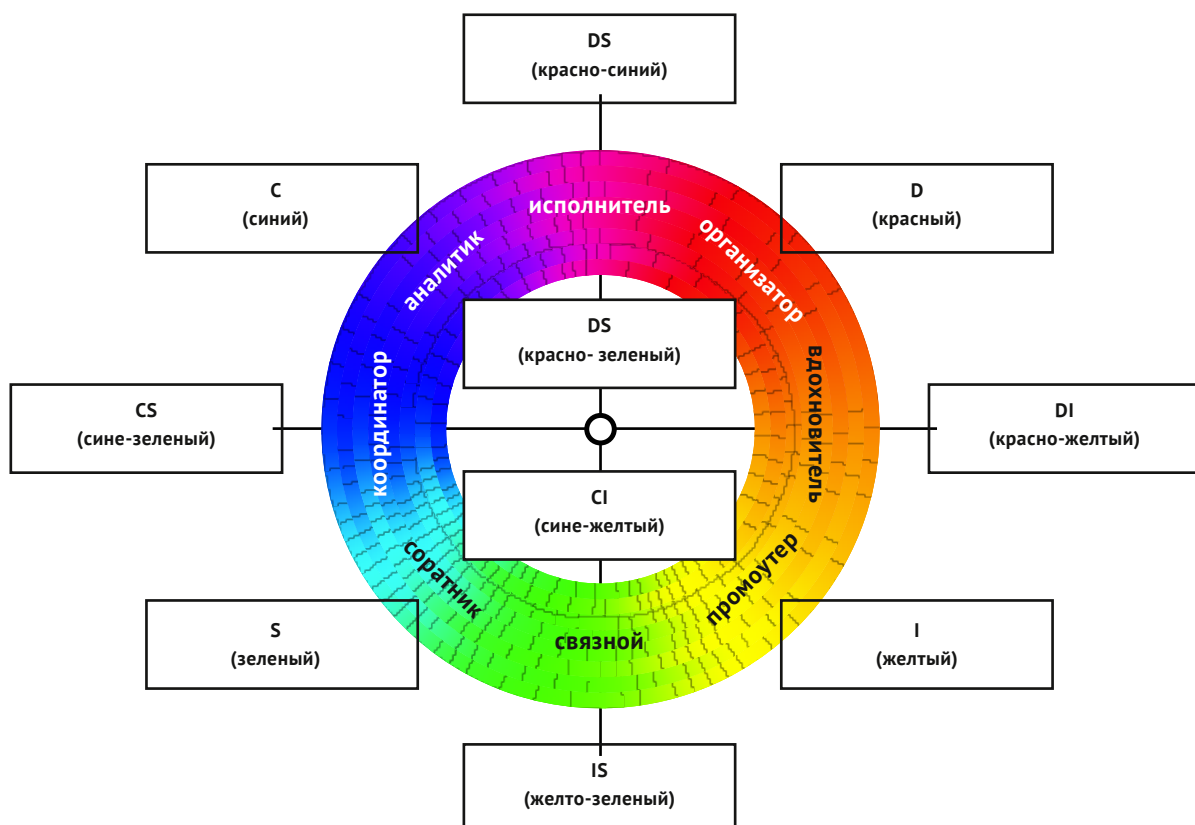 DS
(красно-синий)
C
(синий)
D
(красный)
исполнитель
аналитик
организатор
DS
(красно- зеленый)
CS
(сине-зеленый)
координатор
вдохновитель
DI
(красно-желтый)
CI
(сине-желтый)
соратник
промоутер
S
(зеленый)
связной
I
(желтый)
IS
(желто-зеленый)